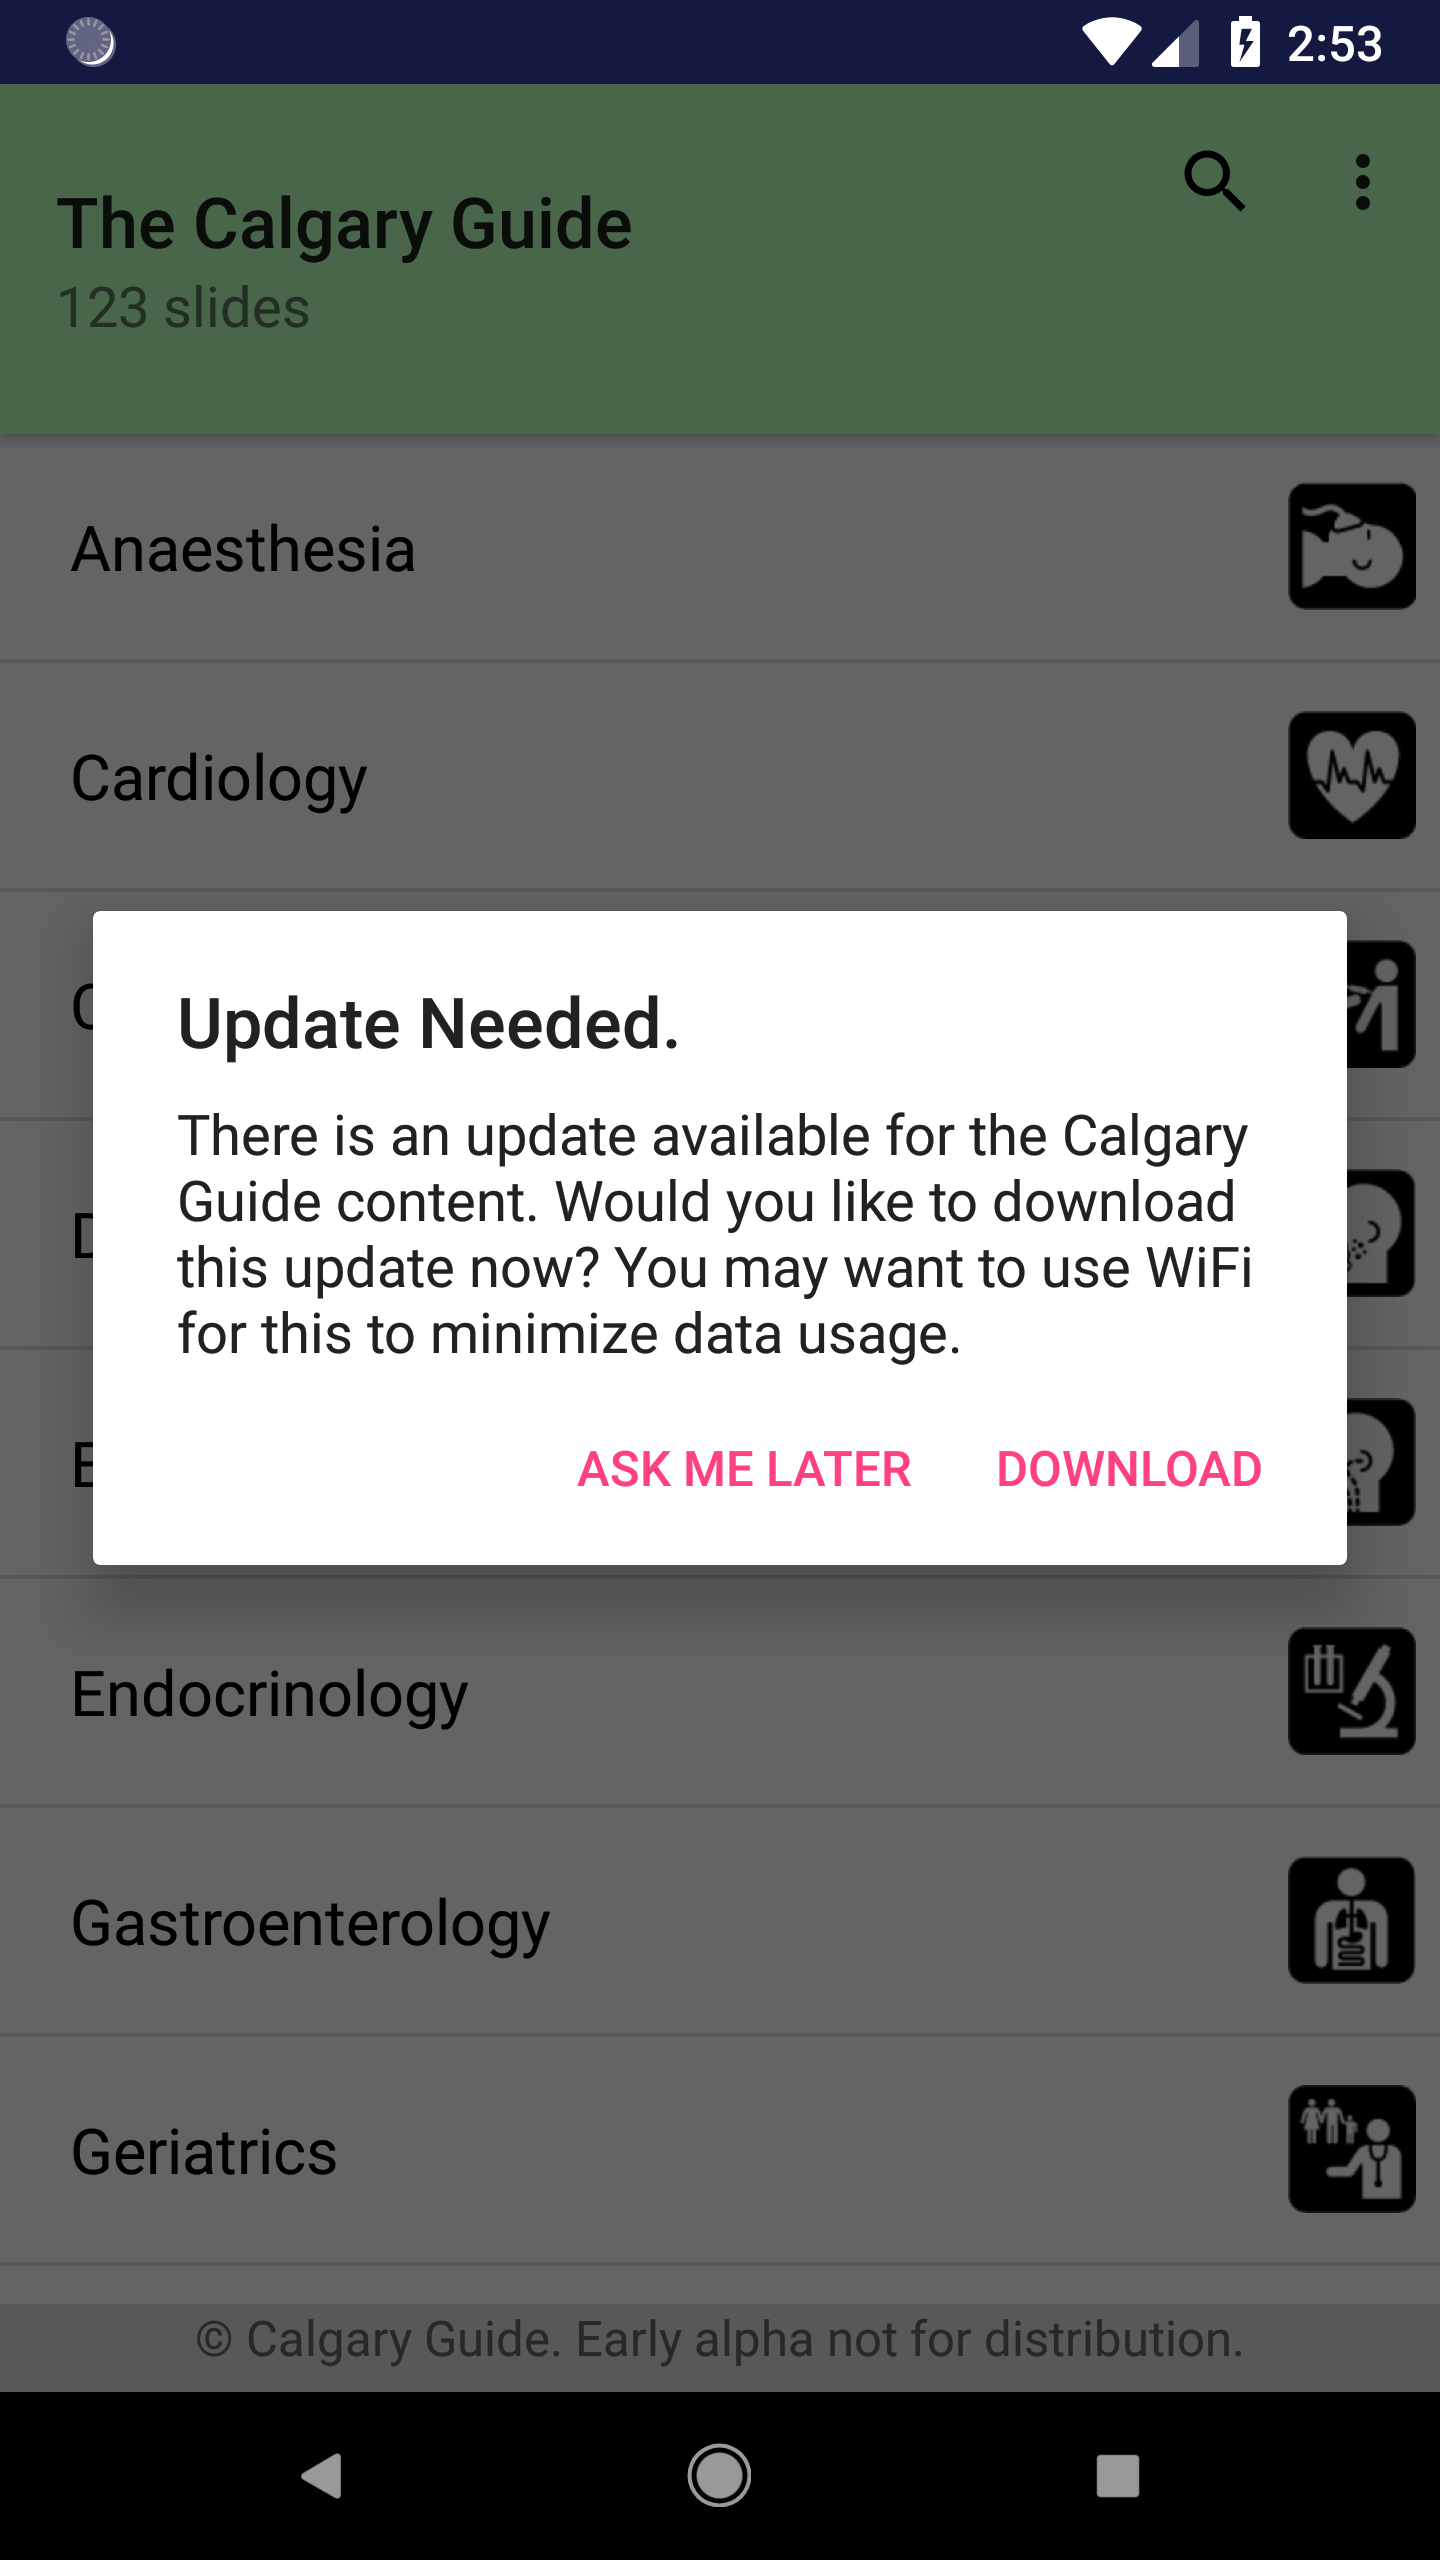 2:53
The Calgary Guide
123 slides
Anaesthesia
Cardiology
Update Needed.
There is an update available for the Calgary
Guide content. Would you like to download
this update now? You may want to use WiFi
for this to minimize data usage.
ASK ME LATER DOWNLOAD
Endocrinology
Gastroenterology
Geriatrics
© Calgary Guide. Early alpha not for distribution.